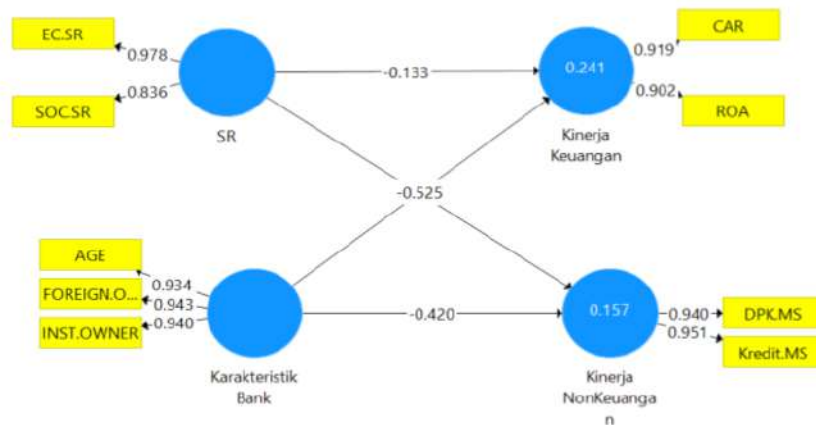 EC.SR
0.978
SOC.SR
0.836
SR
-0.133
0.241
Kinerja
Keuangan
0.919
CAR
0.902
ROA
-0.525
AGE
0.934
FOREIGN.O...
0.943
INST.OWNER
0.940
Karakteristik
Bank
-0.420
0.157
Kinerja
NonKeuangan
n
0.940
DPK.MS
0.951
Kredit.MS